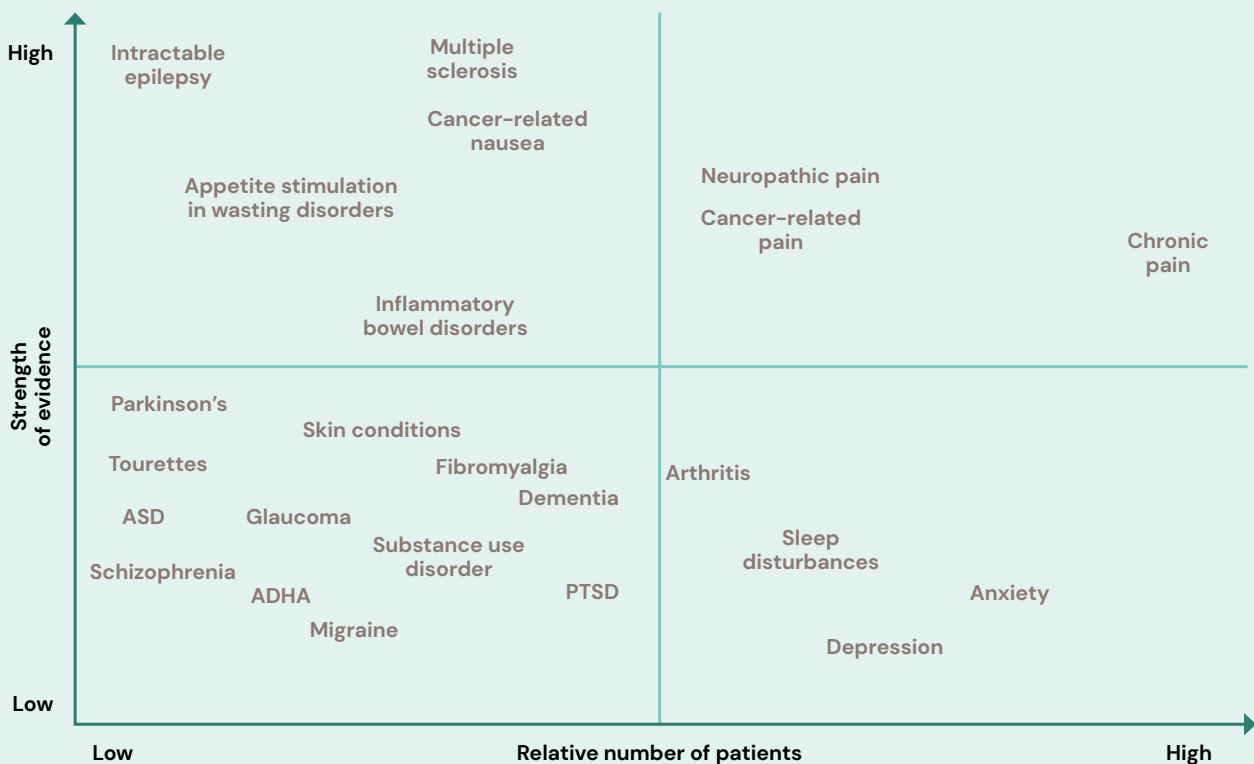 High
Intractable
epilepsy
Multiple
sclerosis
Cancer-related
nausea
Appetite stimulation
in wasting disorders
Neuropathic pain
Cancer-related
pain
Chronic
pain
Inflammatory
bowel disorders
Strength
of evidence
Parkinson’s
Skin conditions
Tourettes
Fibromyalgia
Arthritis
Dementia
ASD
Glaucoma
Substance use
disorder
Sleep
disturbances
Schizophrenia
ADHA
PTSD
Anxiety
Migraine
Depression
Low
Low
Relative number of patients
High